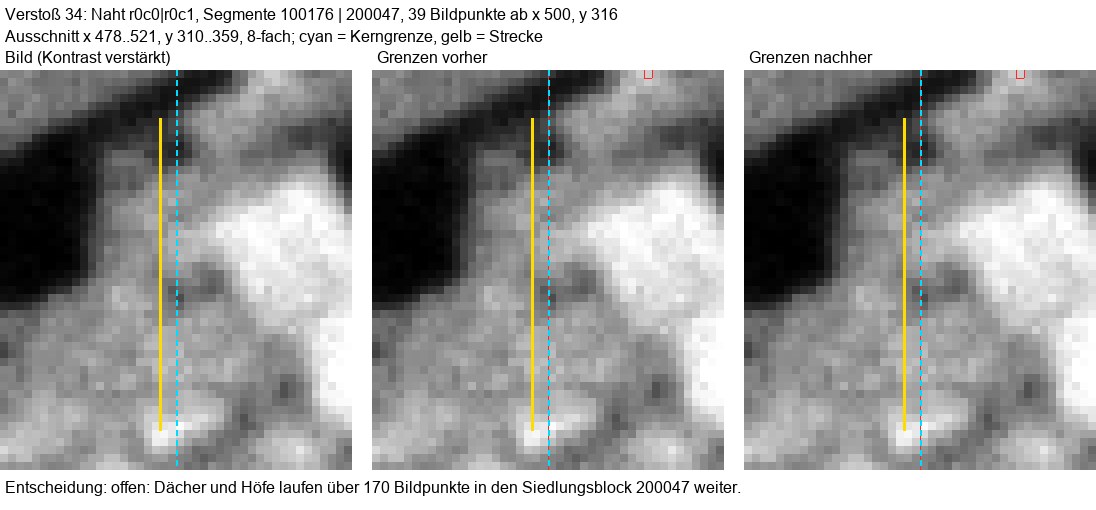 Verstoß 34: Naht r0c0|r0c1, Segmente 100176 | 200047, 39 Bildpunkte ab x 500, y 316
Ausschnitt x 478..521, y 310..359, 8-fach; cyan = Kerngrenze, gelb = Strecke
Bild (Kontrast verstärkt)
Grenzen vorher
Grenzen nachher
Entscheidung: offen: Dächer und Höfe laufen über 170 Bildpunkte in den Siedlungsblock 200047 weiter.